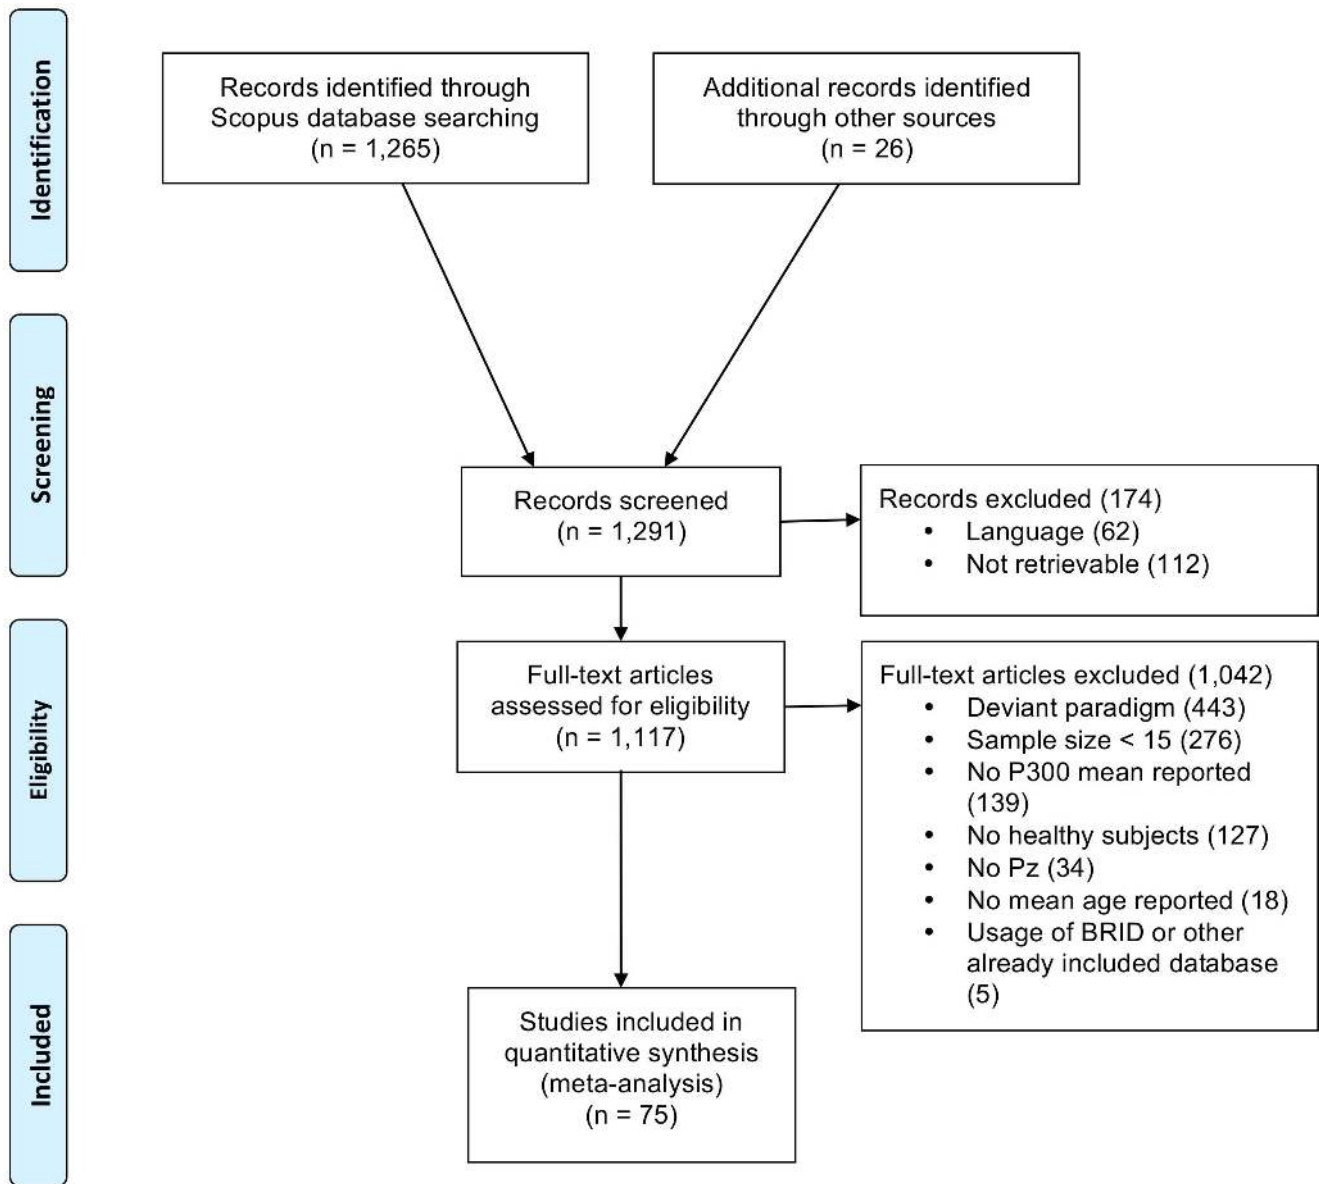 Identification
Records identified through
Scopus database searching
(n = 1,265)
Additional records identified
through other sources
(n = 26)
Screening
Records screened
(n = 1,291)
Records excluded (174)
• Language (62)
• Not retrievable (112)
Eligibility
Full-text articles
assessed for eligibility
(n = 1,117)
Full-text articles excluded (1,042)
• Deviant paradigm (443)
• Sample size < 15 (276)
• No P300 mean reported
(139)
• No healthy subjects (127)
• No Pz (34)
• No mean age reported (18)
• Usage of BRID or other
already included database
(5)
Included
Studies included in
quantitative synthesis
(meta-analysis)
(n = 75)